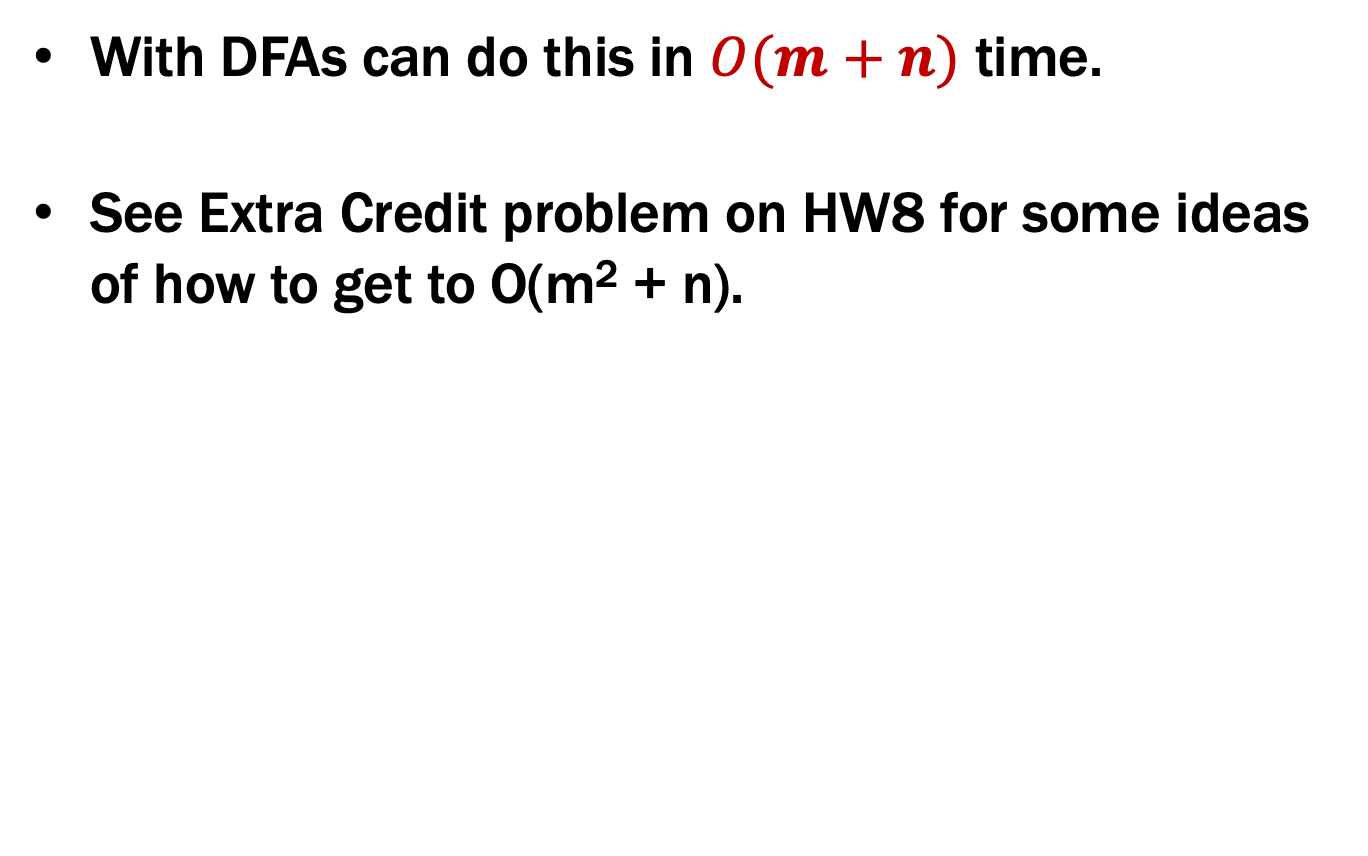 • With DFAs can do this in O(m + n) time.
• See Extra Credit problem on HW8 for some ideas
of how to get to O(m² + n).